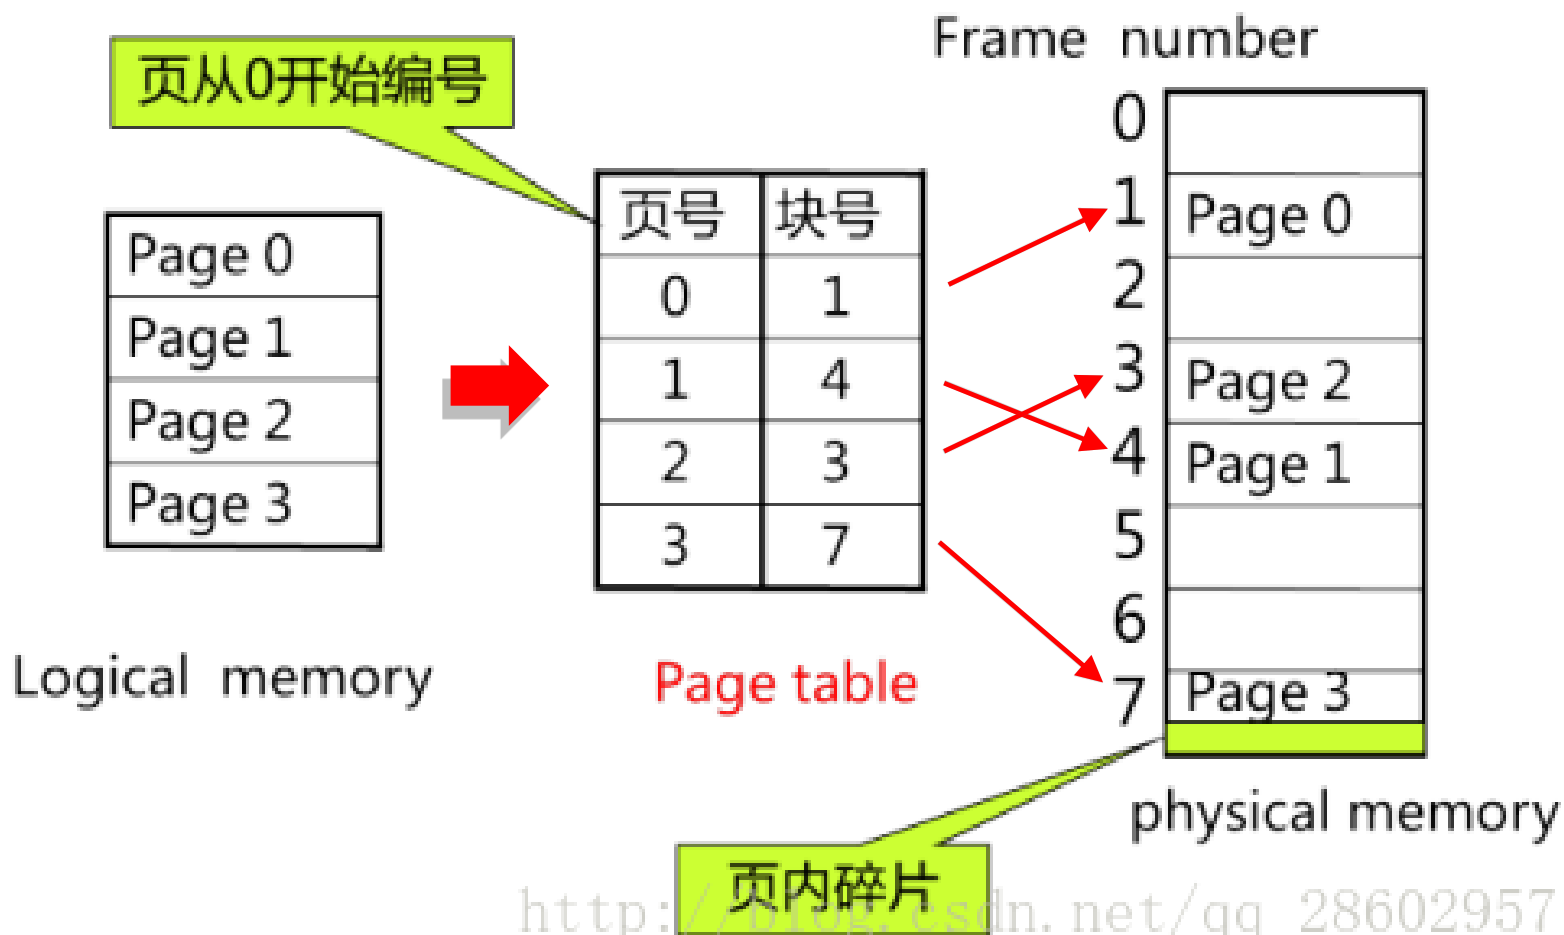 Frame number
页从0开始编号
0
1 Page 0
2
3 Page 2
4 Page 1
5
6
7 Page 3
页号 块号
0 1
1 4
2 3
3 7
Page 0
Page 1
Page 2
Page 3
Logical memory
Page table
physical memory
页内碎片
http://blog.csdn.net/qq_28602957